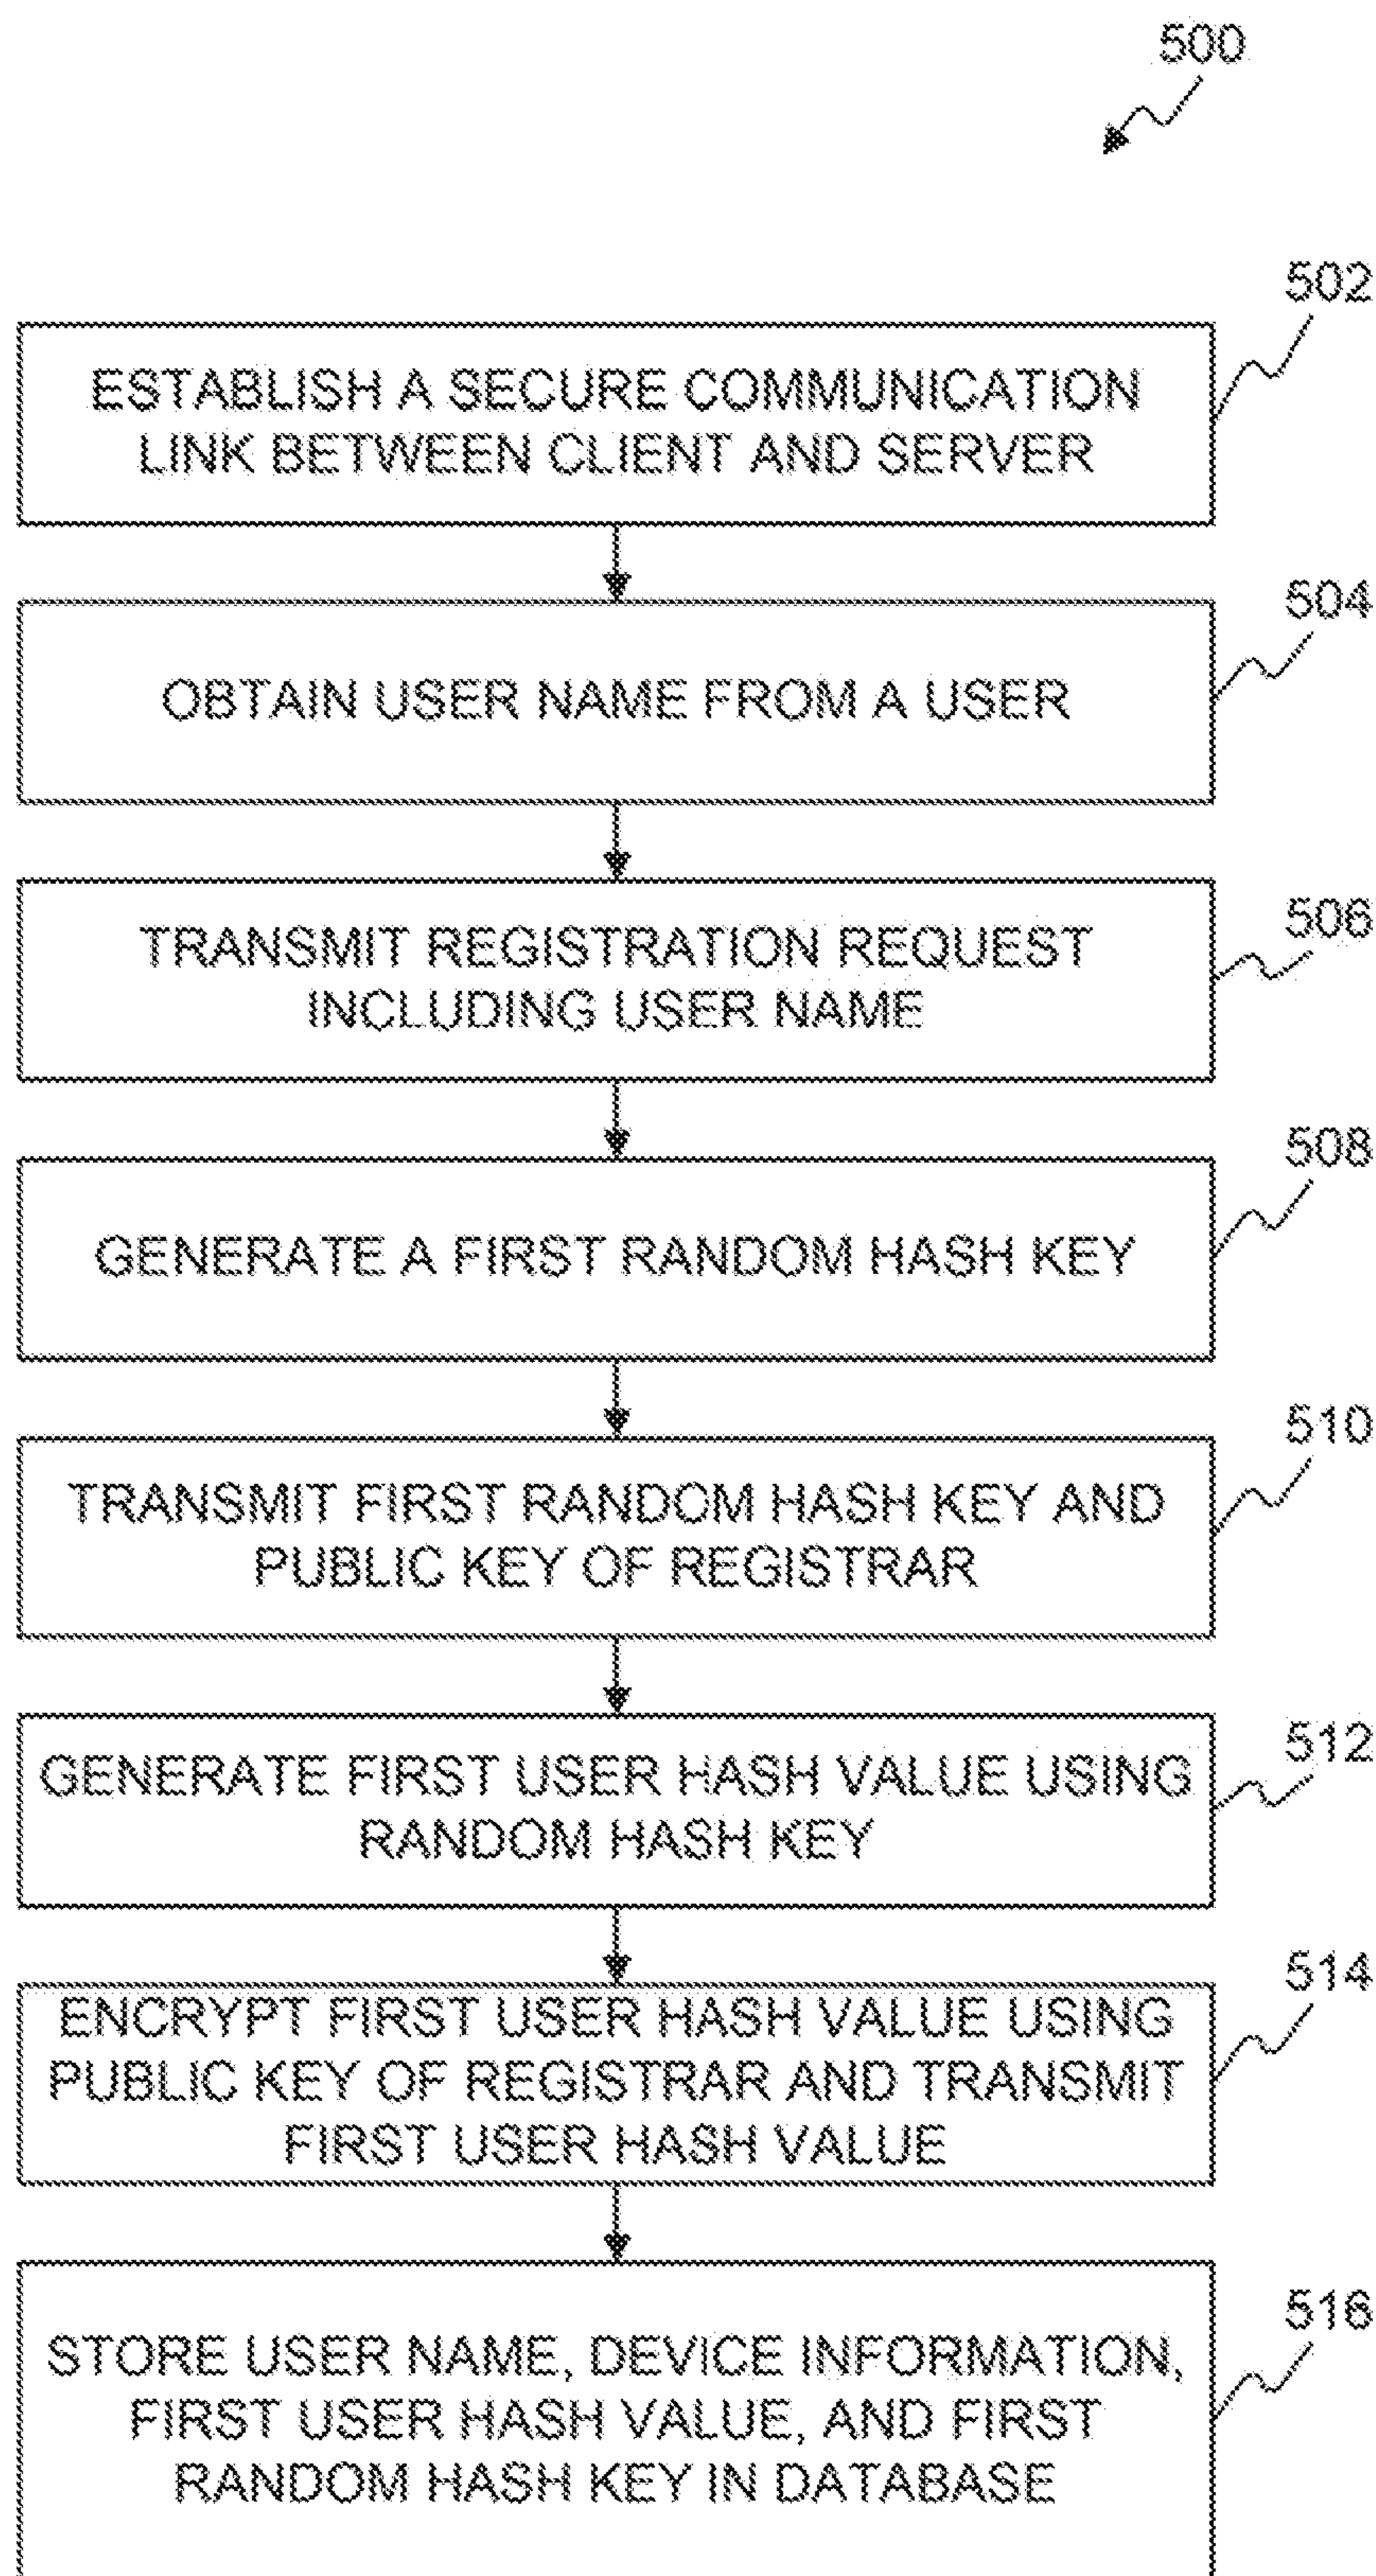 500
502
ESTABLISH A SECURE COMMUNICATION
LINK BETWEEN CLIENT AND SERVER
504
OBTAIN USER NAME FROM A USER
506
TRANSMIT REGISTRATION REQUEST
INCLUDING USER NAME
508
GENERATE A FIRST RANDOM HASH KEY
510
TRANSMIT FIRST RANDOM HASH KEY AND
PUBLIC KEY OF REGISTRAR
512
GENERATE FIRST USER HASH VALUE USING
RANDOM HASH KEY
514
ENCRYPT FIRST USER HASH VALUE USING
PUBLIC KEY OF REGISTRAR AND TRANSMIT
FIRST USER HASH VALUE
516
STORE USER NAME, DEVICE INFORMATION,
FIRST USER HASH VALUE, AND FIRST
RANDOM HASH KEY IN DATABASE